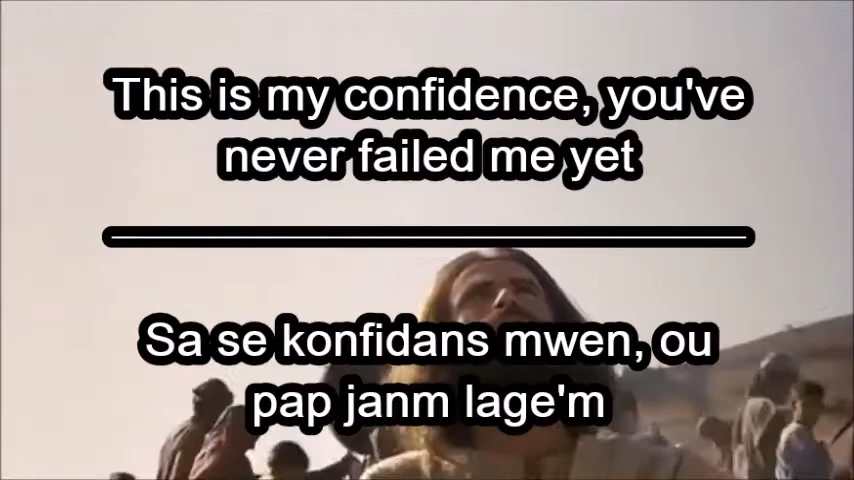 This is my confidence, you've
never failed me yet
Sa se konfidans mwen, ou
pap janm lage'm